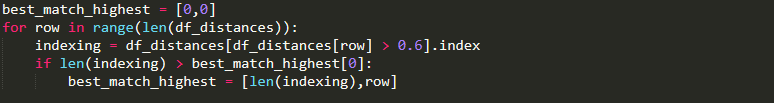 best_match_highest = [0,0]
for row in range(len(df_distances)):
    indexing = df_distances[df_distances[row] > 0.6].index
    if len(indexing) > best_match_highest[0]:
        best_match_highest = [len(indexing),row]